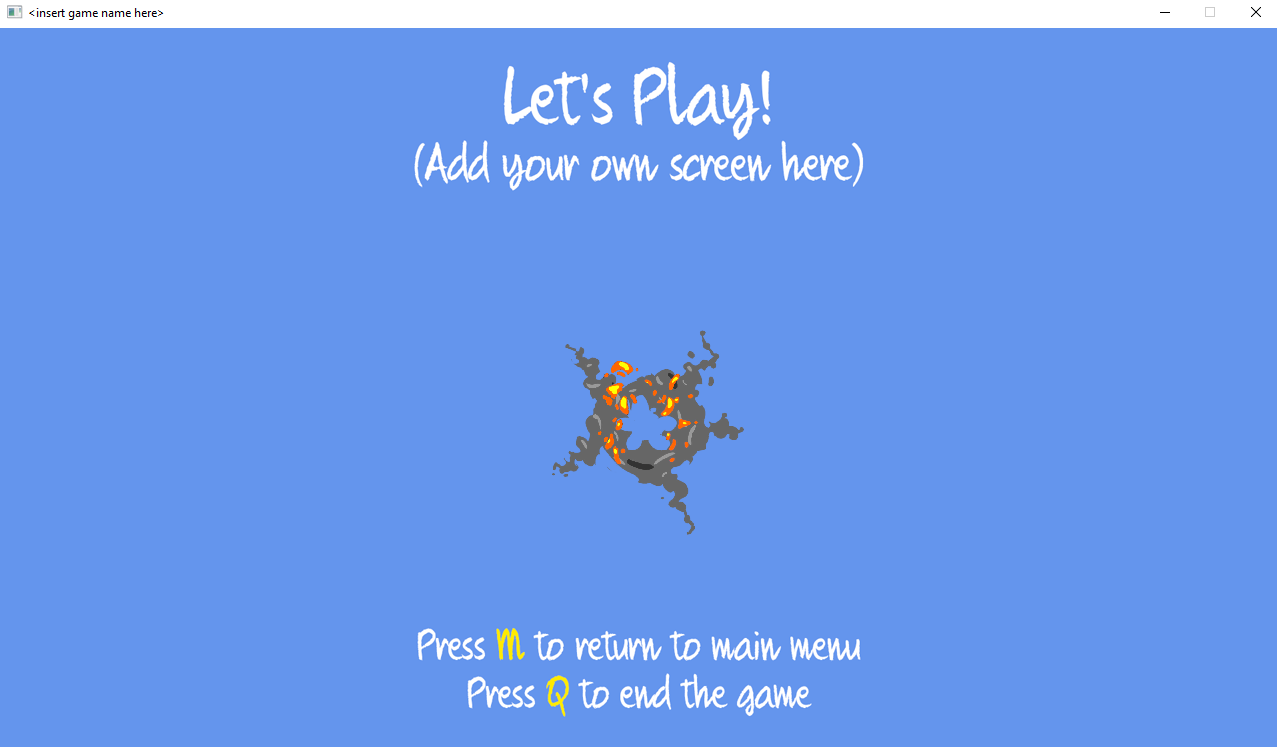 <insert game name here>
Let's Play!
(Add your own screen here)
Press M to return to main menu
Press Q to end the game